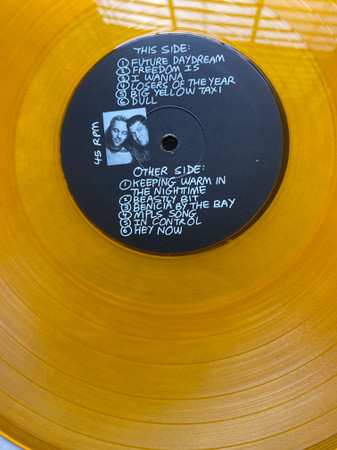 THIS SIDE:
① FUTURE DAYDREAM
② FREEDOM IS
③ I WANNA
④ LOSERS OF THE YEAR
⑤ BIG YELLOW TAXI
⑥ DULL
45 RPM
OTHER SIDE:
① KEEPING WARM IN
THE NIGHTTIME
② BEASTLY BIT
③ BENICIA BY THE BAY
④ MPLS SONG
⑤ IN CONTROL
⑥ HEY NOW